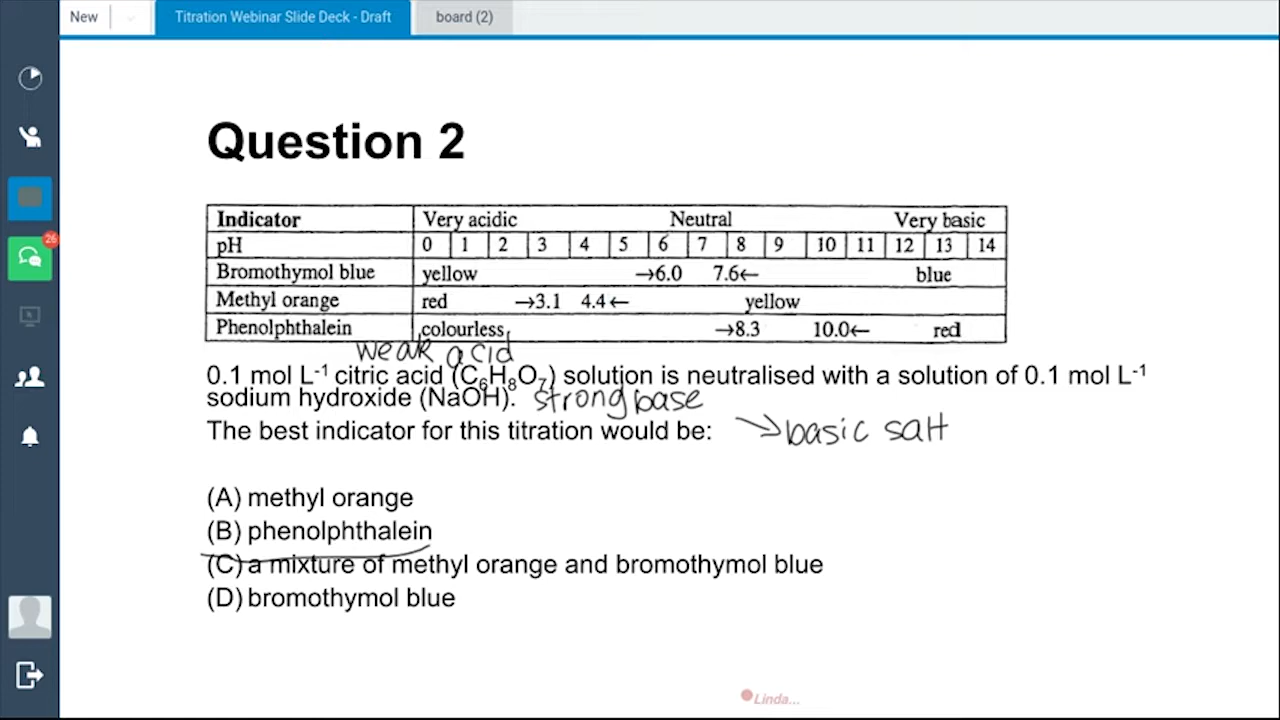 New
Titration Webinar Slide Deck - Draft
board (2)
26
Question 2
Indicator Very acidic Neutral Very basic
pH 0 1 2 3 4 5 6 7 8 9 10 11 12 13 14
Bromothymol blue yellow →6.0 7.6← blue
Methyl orange red →3.1 4.4← yellow
Phenolphthalein colourless →8.3 10.0← red
weak acid
0.1 mol L⁻¹ citric acid (C₆H₈O₇) solution is neutralised with a solution of 0.1 mol L⁻¹
sodium hydroxide (NaOH). strong base
The best indicator for this titration would be: →basic salt
(A) methyl orange
(B) phenolphthalein
(C) a mixture of methyl orange and bromothymol blue
(D) bromothymol blue
Linda...